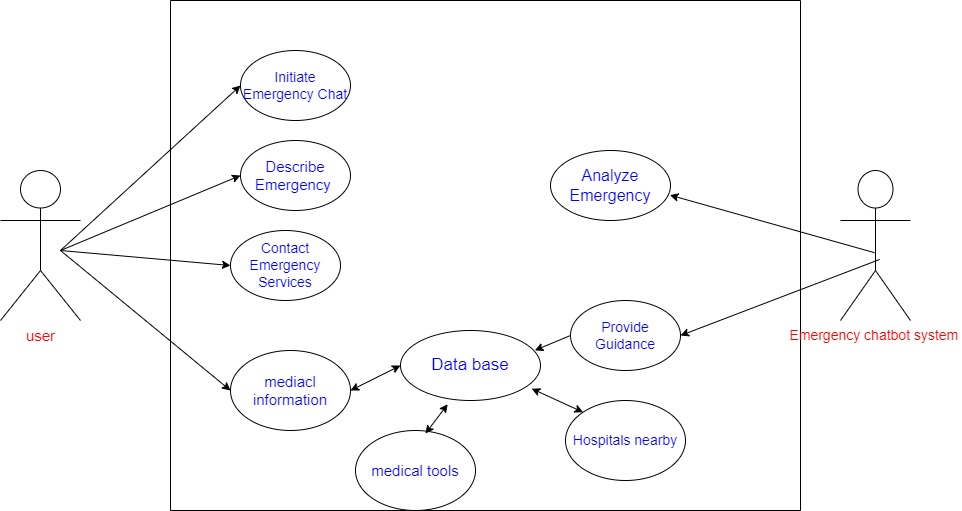 Initiate
Emergency Chat
Describe
Emergency
Analyze
Emergency
Contact
Emergency
Services
user
Provide
Guidance
Emergency chatbot system
Data base
mediacl
information
Hospitals nearby
medical tools